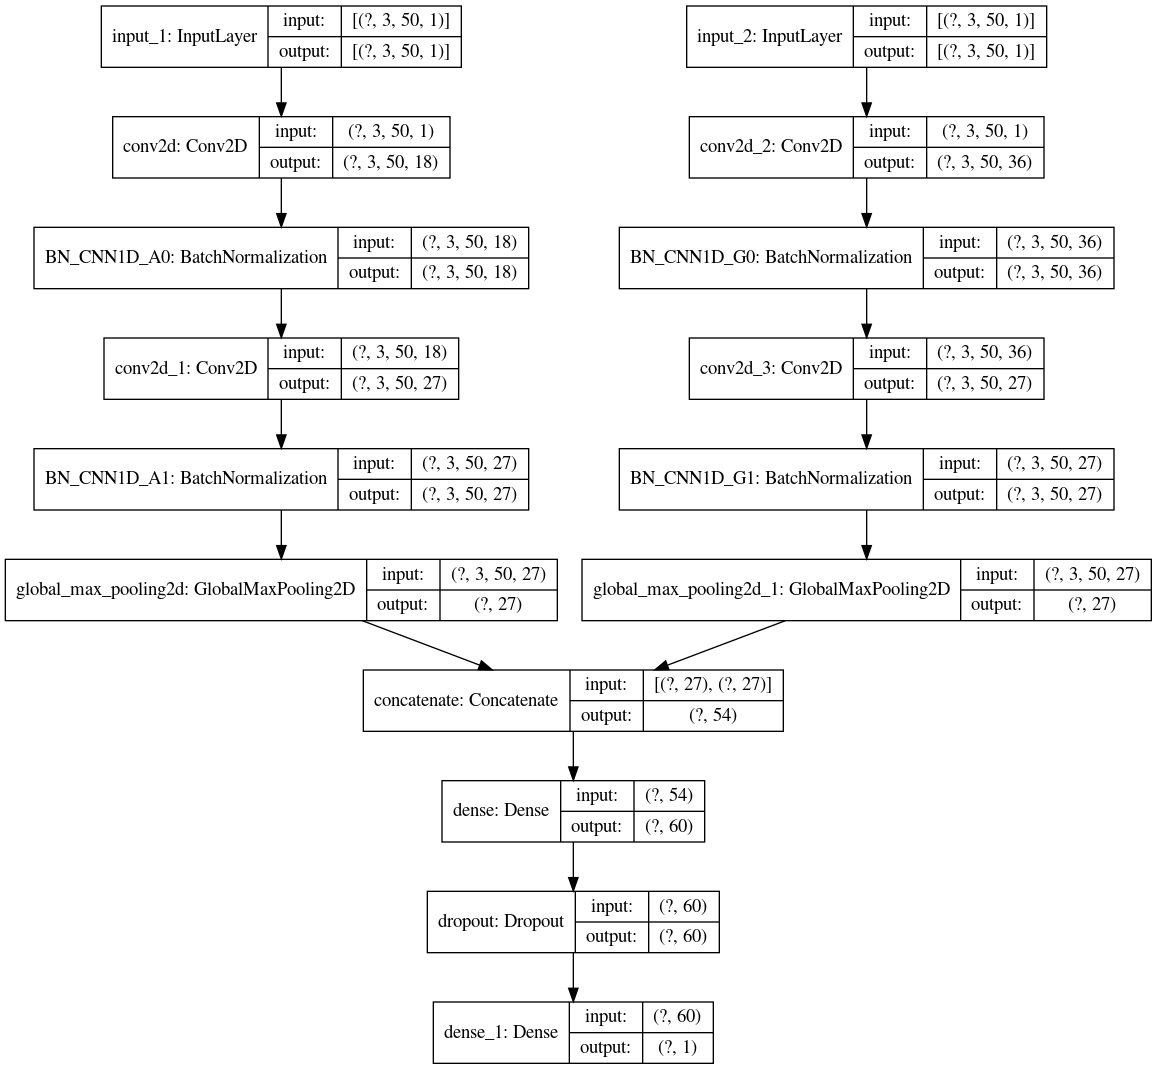 input_1: InputLayer
input: [(?, 3, 50, 1)]
output: [(?, 3, 50, 1)]
input_2: InputLayer
input: [(?, 3, 50, 1)]
output: [(?, 3, 50, 1)]
conv2d: Conv2D
input: (?, 3, 50, 1)
output: (?, 3, 50, 18)
conv2d_2: Conv2D
input: (?, 3, 50, 1)
output: (?, 3, 50, 36)
BN_CNN1D_A0: BatchNormalization
input: (?, 3, 50, 18)
output: (?, 3, 50, 18)
BN_CNN1D_G0: BatchNormalization
input: (?, 3, 50, 36)
output: (?, 3, 50, 36)
conv2d_1: Conv2D
input: (?, 3, 50, 18)
output: (?, 3, 50, 27)
conv2d_3: Conv2D
input: (?, 3, 50, 36)
output: (?, 3, 50, 27)
BN_CNN1D_A1: BatchNormalization
input: (?, 3, 50, 27)
output: (?, 3, 50, 27)
BN_CNN1D_G1: BatchNormalization
input: (?, 3, 50, 27)
output: (?, 3, 50, 27)
global_max_pooling2d: GlobalMaxPooling2D
input: (?, 3, 50, 27)
output: (?, 27)
global_max_pooling2d_1: GlobalMaxPooling2D
input: (?, 3, 50, 27)
output: (?, 27)
concatenate: Concatenate
input: [(?, 27), (?, 27)]
output: (?, 54)
dense: Dense
input: (?, 54)
output: (?, 60)
dropout: Dropout
input: (?, 60)
output: (?, 60)
dense_1: Dense
input: (?, 60)
output: (?, 1)